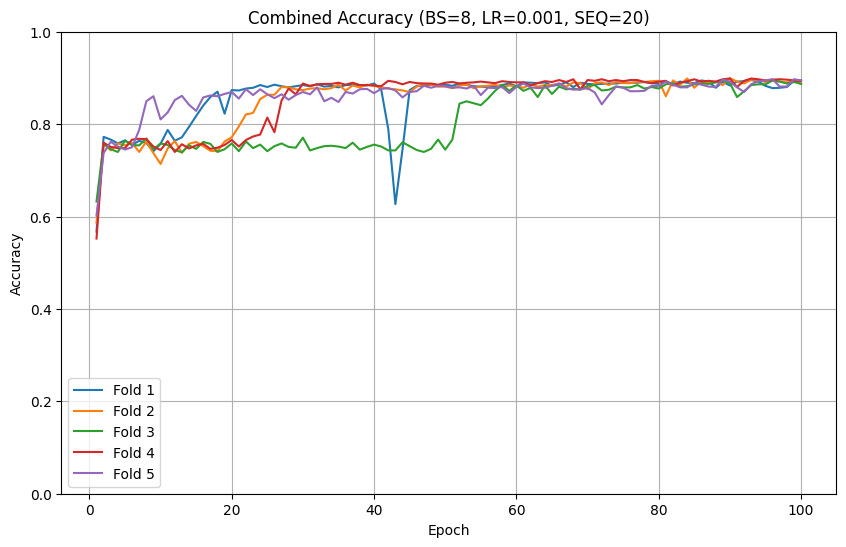 Combined Accuracy (BS=8, LR=0.001, SEQ=20)
1.0
0.8
0.6
0.4
0.2
0.0
Accuracy
Fold 1
Fold 2
Fold 3
Fold 4
Fold 5
0 20 40 60 80 100
Epoch